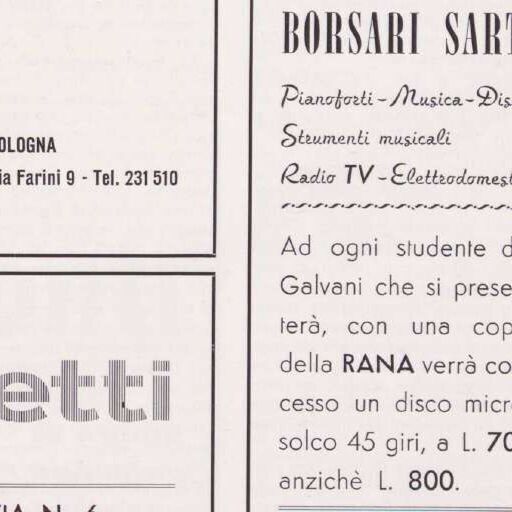 OLOGNA
ia Farini 9 - Tel. 231 510
etti
BORSARI SART
Pianoforti - Musica - Dis
Strumenti musicali
Radio TV - Elettrodomest
Ad ogni studente d
Galvani che si prese
terà, con una cop
della RANA verrà co
cesso un disco micr
solco 45 giri, a L. 70
anzichè L. 800.